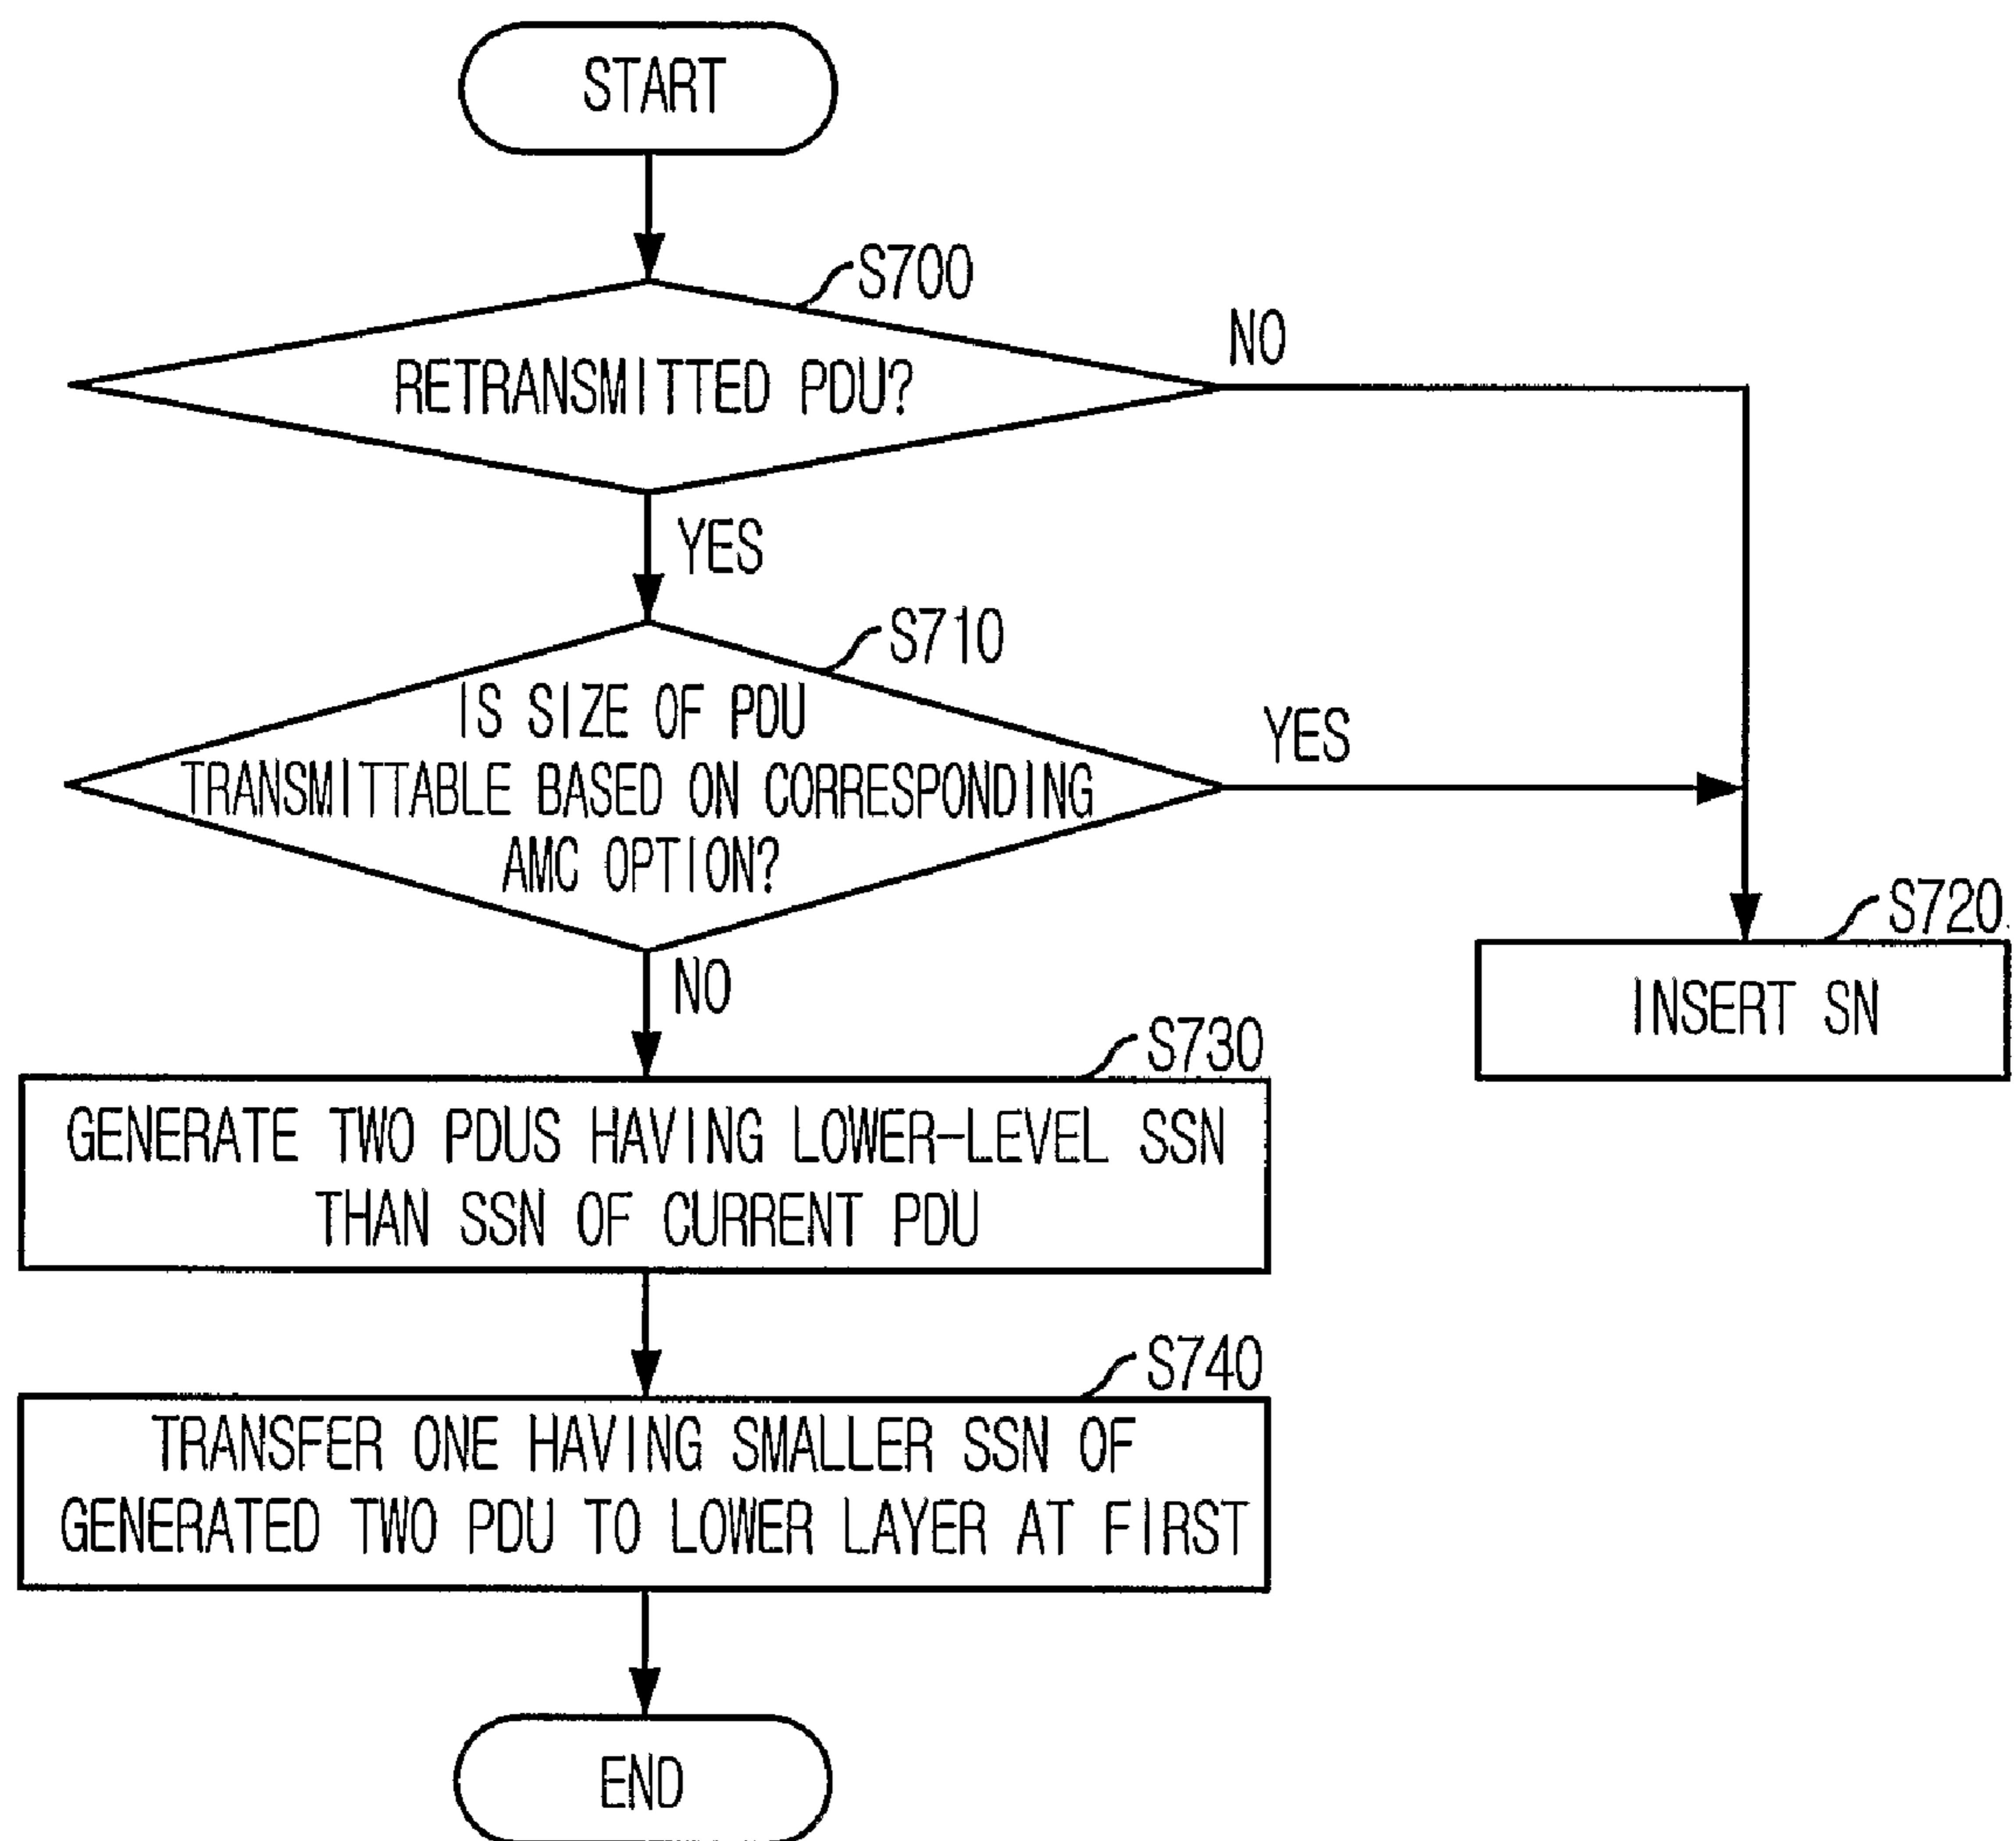 START
S700
NO
RETRANSMITTED PDU?
YES
S710
IS SIZE OF PDU
TRANSMITTABLE BASED ON CORRESPONDING
AMC OPTION?
YES
NO
S720
INSERT SN
S730
GENERATE TWO PDUS HAVING LOWER-LEVEL SSN
THAN SSN OF CURRENT PDU
S740
TRANSFER ONE HAVING SMALLER SSN OF
GENERATED TWO PDU TO LOWER LAYER AT FIRST
END